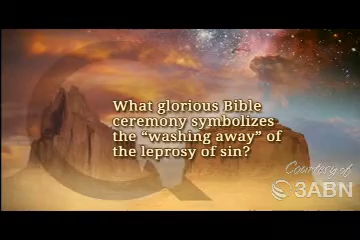 What glorious Bible
ceremony symbolizes
the “washing away” of
the leprosy of sin?
Courtesy of
3ABN